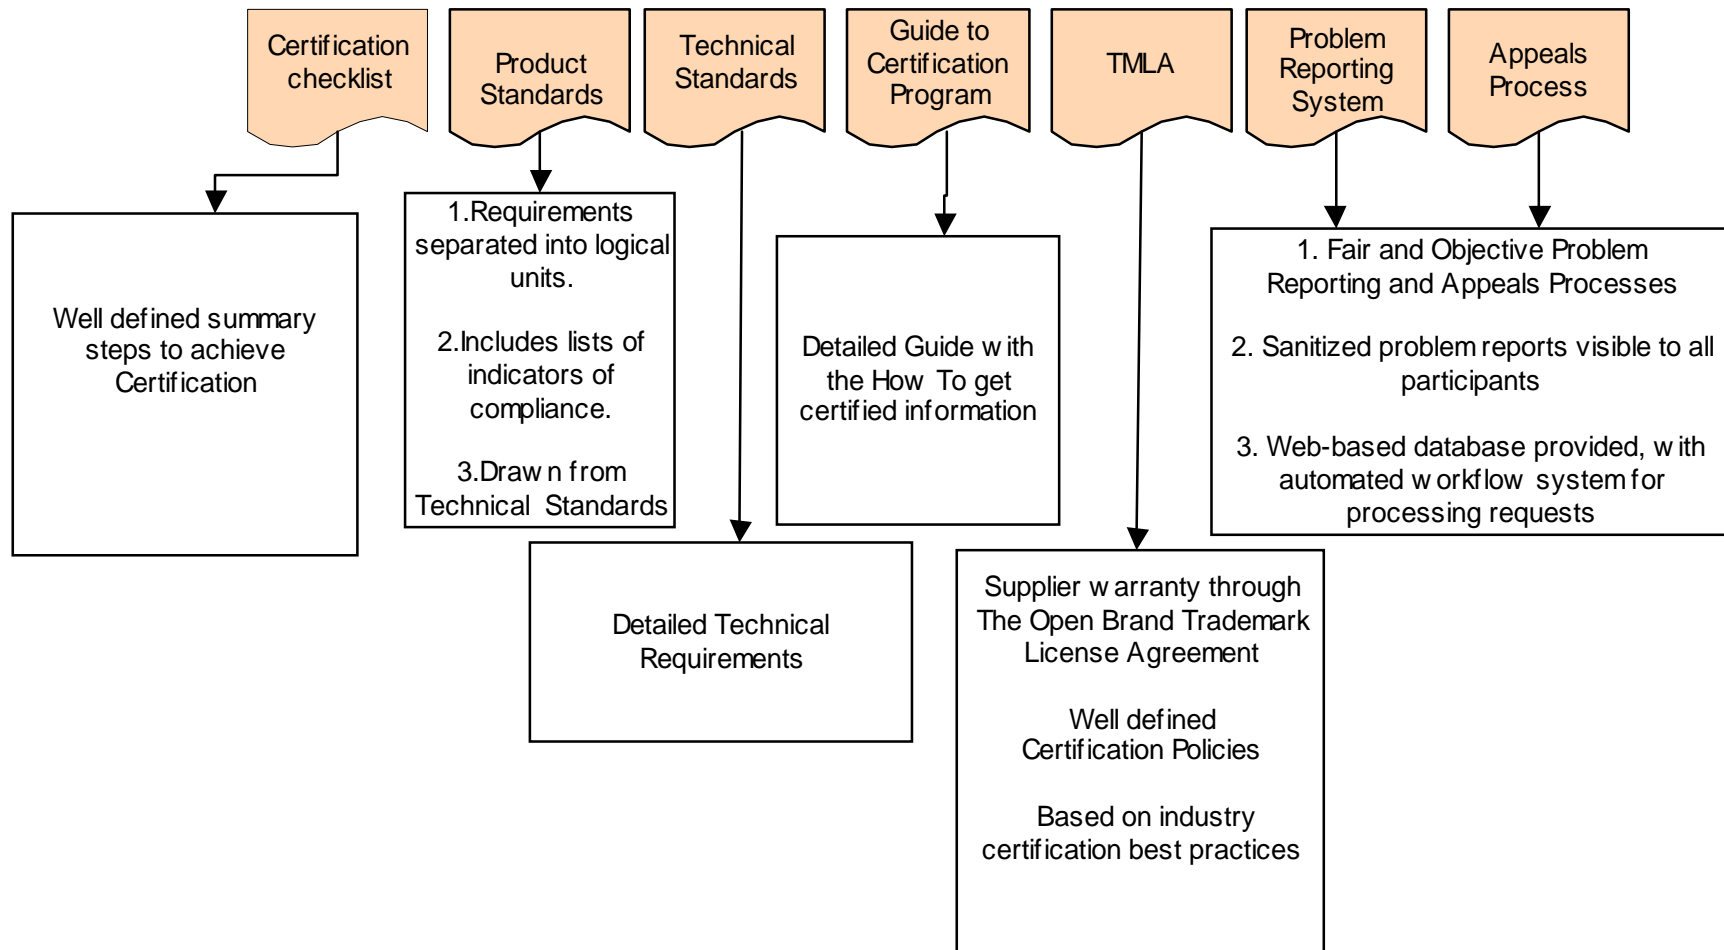 Certification
checklist
Product
Standards
Technical
Standards
Guide to
Certification
Program
TMLA
Problem
Reporting
System
Appeals
Process
Well defined summary
steps to achieve
Certification
1.Requirements
separated into logical
units.
2.Includes lists of
indicators of
compliance.
3.Drawn from
Technical Standards
Detailed Technical
Requirements
Detailed Guide with
the How To get
certified information
Supplier warranty through
The Open Brand Trademark
License Agreement
Well defined
Certification Policies
Based on industry
certification best practices
1. Fair and Objective Problem
Reporting and Appeals Processes
2. Sanitized problem reports visible to all
participants
3. Web-based database provided, with
automated workflow system for
processing requests